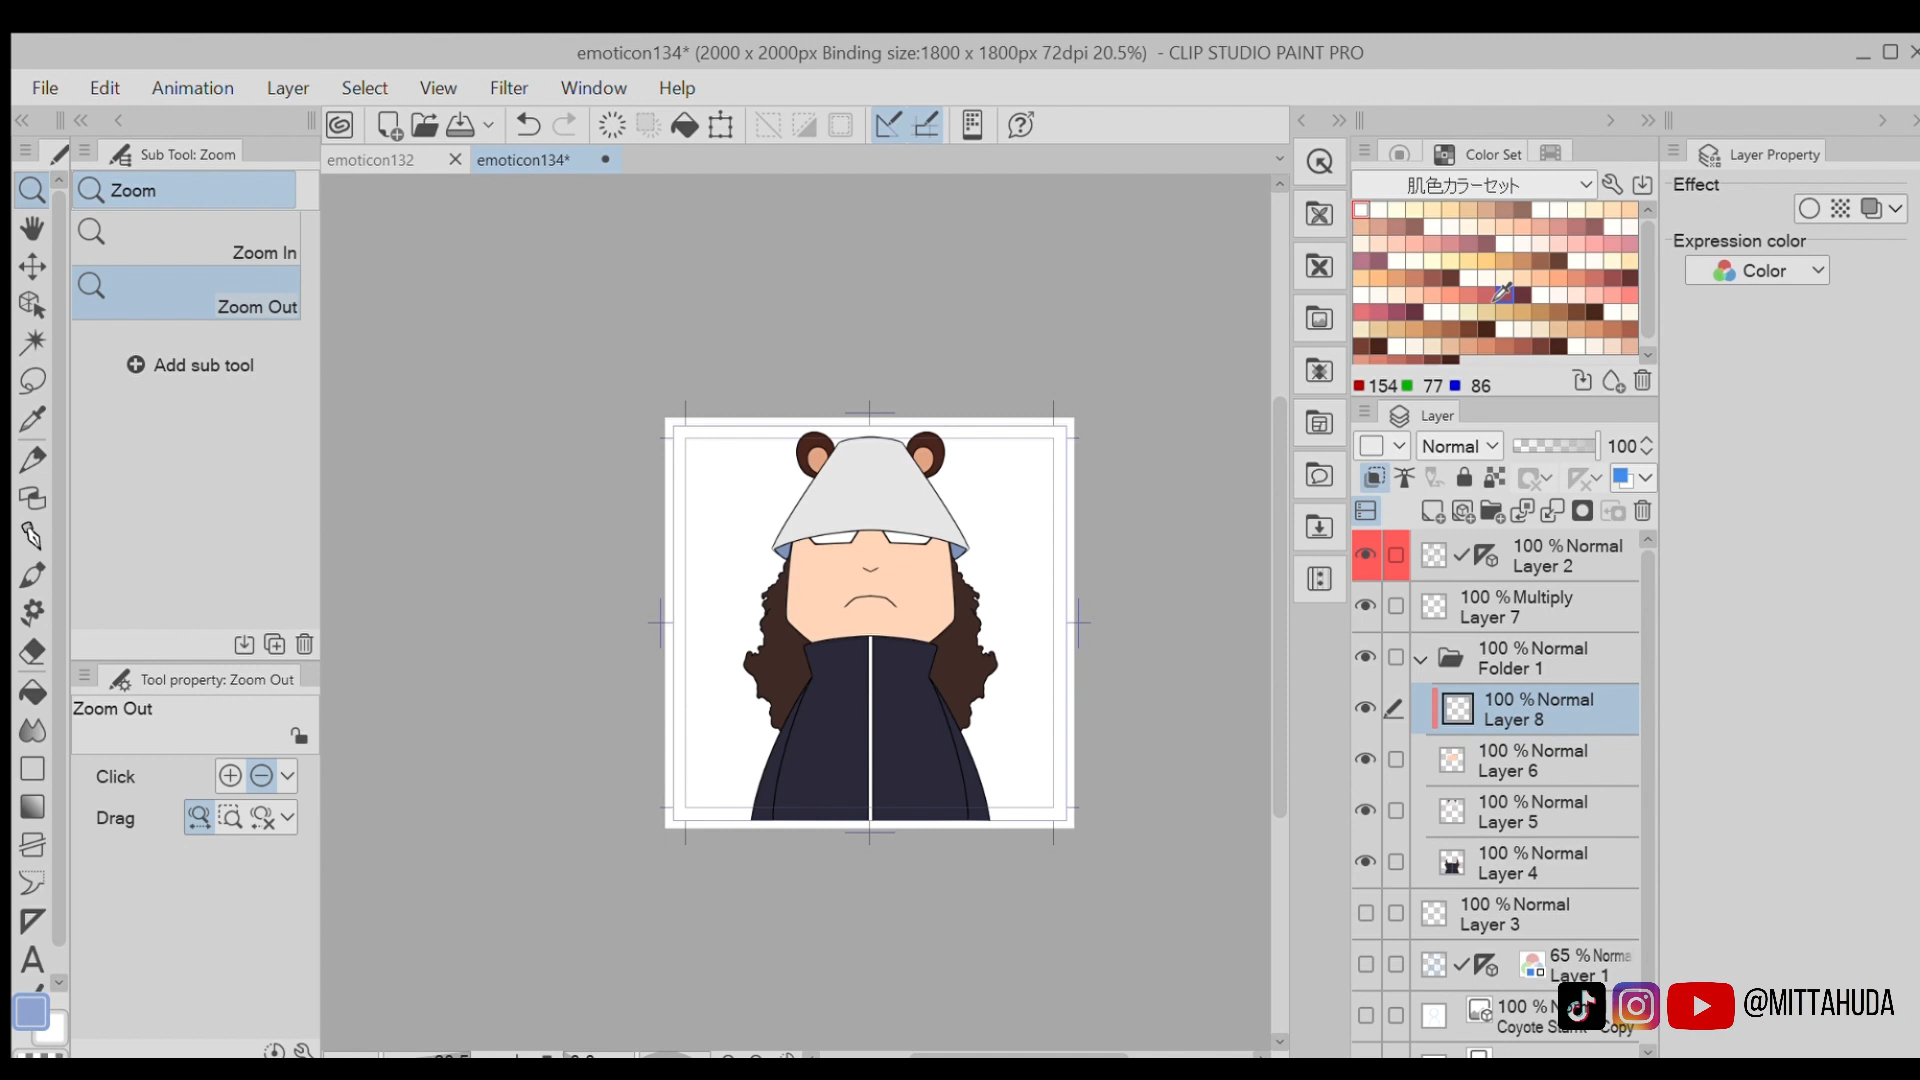 emoticon134* (2000 x 2000px Binding size:1800 x 1800px 72dpi 20.5%) - CLIP STUDIO PAINT PRO
File Edit Animation Layer Select View Filter Window Help
Sub Tool: Zoom
emoticon132
emoticon134*
Color Set
Layer Property
Zoom
肌色カラーセット
Effect
Zoom In
Expression color
Color
Zoom Out
Add sub tool
154 77 86
Layer
Normal 100
100 %Normal
Layer 2
100 %Multiply
Layer 7
100 %Normal
Folder 1
Tool property: Zoom Out
Zoom Out
100 %Normal
Layer 8
100 %Normal
Layer 6
Click
Drag
100 %Normal
Layer 5
100 %Normal
Layer 4
100 %Normal
Layer 3
65 %Norma
Layer 1
A
100 %
Coyote Copy
@MITTAHUDA